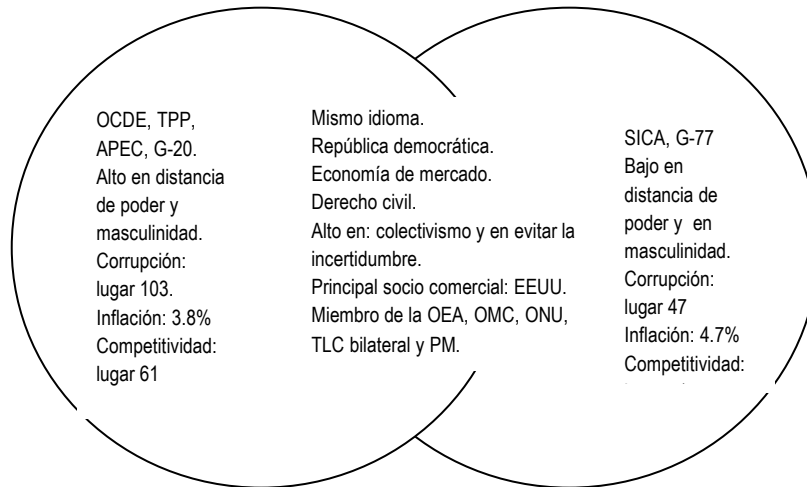 OCDE, TPP,
APEC, G-20.
Alto en distancia
de poder y
masculinidad.
Corrupción:
lugar 103.
Inflación: 3.8%
Competitividad:
lugar 61
Mismo idioma.
República democrática.
Economía de mercado.
Derecho civil.
Alto en: colectivismo y en evitar la
incertidumbre.
Principal socio comercial: EEUU.
Miembro de la OEA, OMC, ONU,
TLC bilateral y PM.
SICA, G-77
Bajo en
distancia de
poder y en
masculinidad.
Corrupción:
lugar 47
Inflación: 4.7%
Competitividad: